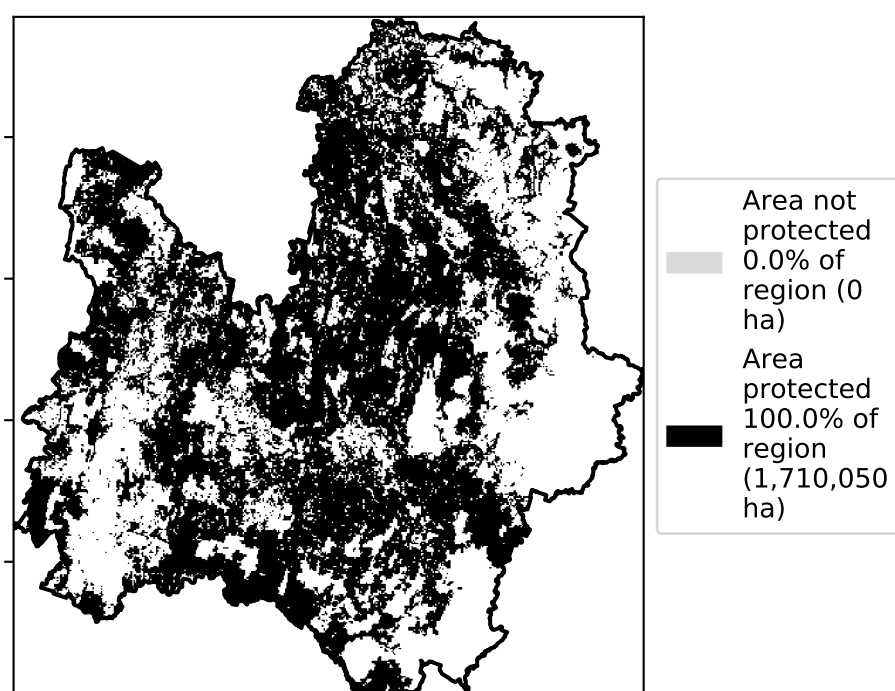 Area not
protected
0.0% of
region (0
ha)
Area
protected
100.0% of
region
(1,710,050
ha)